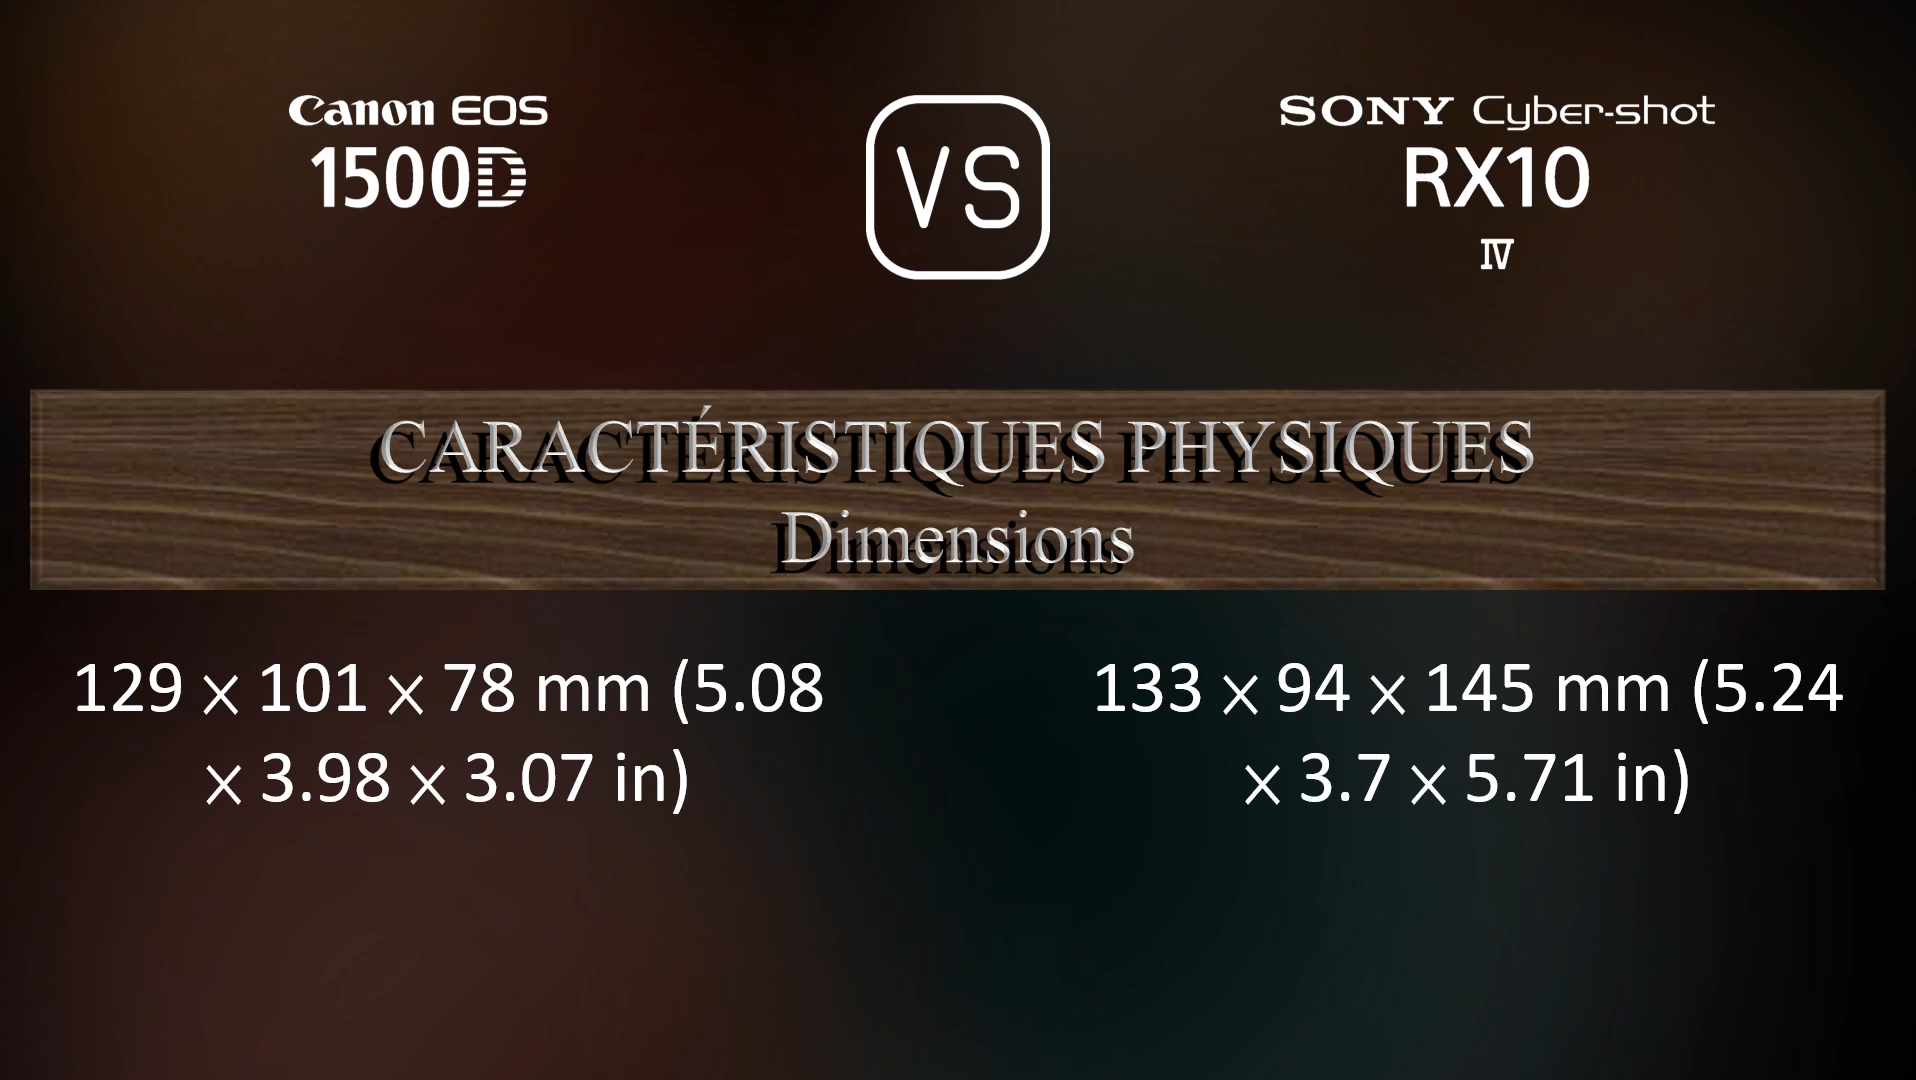 Canon EOS
1500D
VS
SONY Cyber-shot
RX10
IV
CARACTÉRISTIQUES PHYSIQUES
Dimensions
129 x 101 x 78 mm (5.08
x 3.98 x 3.07 in)
133 x 94 x 145 mm (5.24
x 3.7 x 5.71 in)